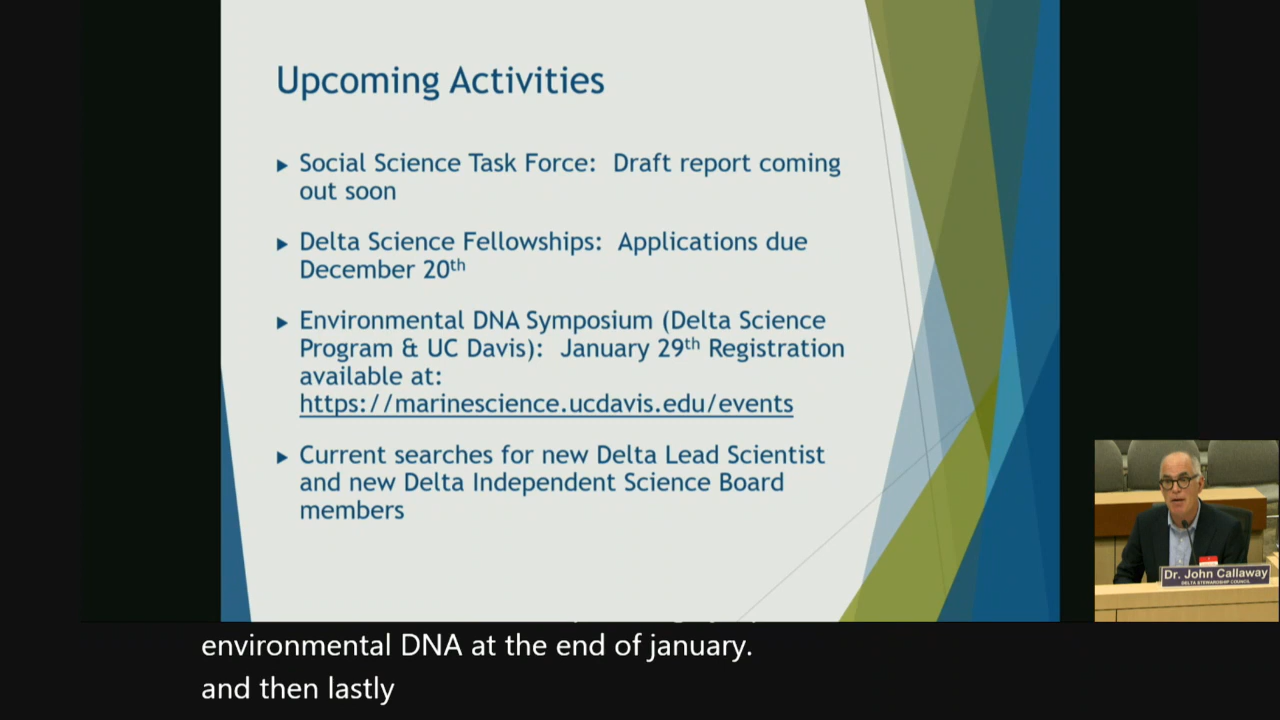 Upcoming Activities
Social Science Task Force: Draft report coming
out soon
Delta Science Fellowships: Applications due
December 20th
Environmental DNA Symposium (Delta Science
Program & UC Davis): January 29th Registration
available at:
https://marinescience.ucdavis.edu/events
Current searches for new Delta Lead Scientist
and new Delta Independent Science Board
members
Dr. John Callaway
DELTA STEWARDSHIP COUNCIL
environmental DNA at the end of january.
and then lastly